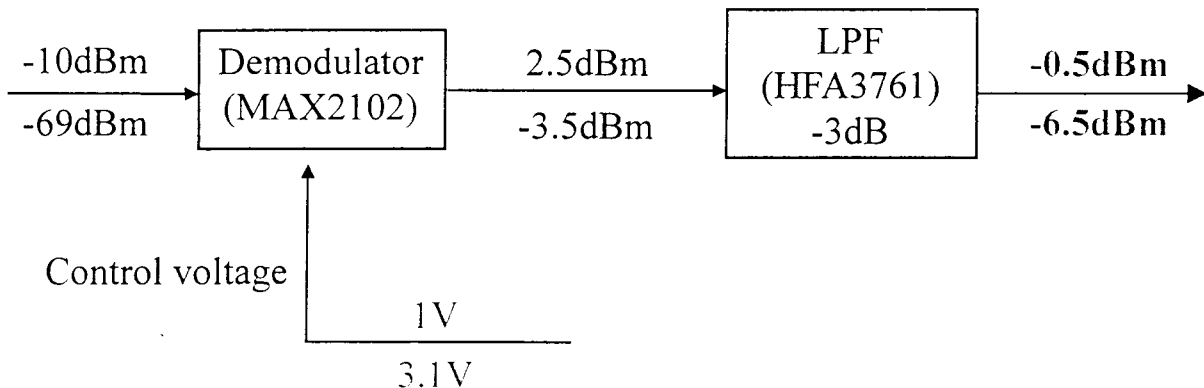 -10dBm
-69dBm
Demodulator
(MAX2102)
2.5dBm
-3.5dBm
LPF
(HFA3761)
-3dB
-0.5dBm
-6.5dBm
Control voltage
1V
3.1V